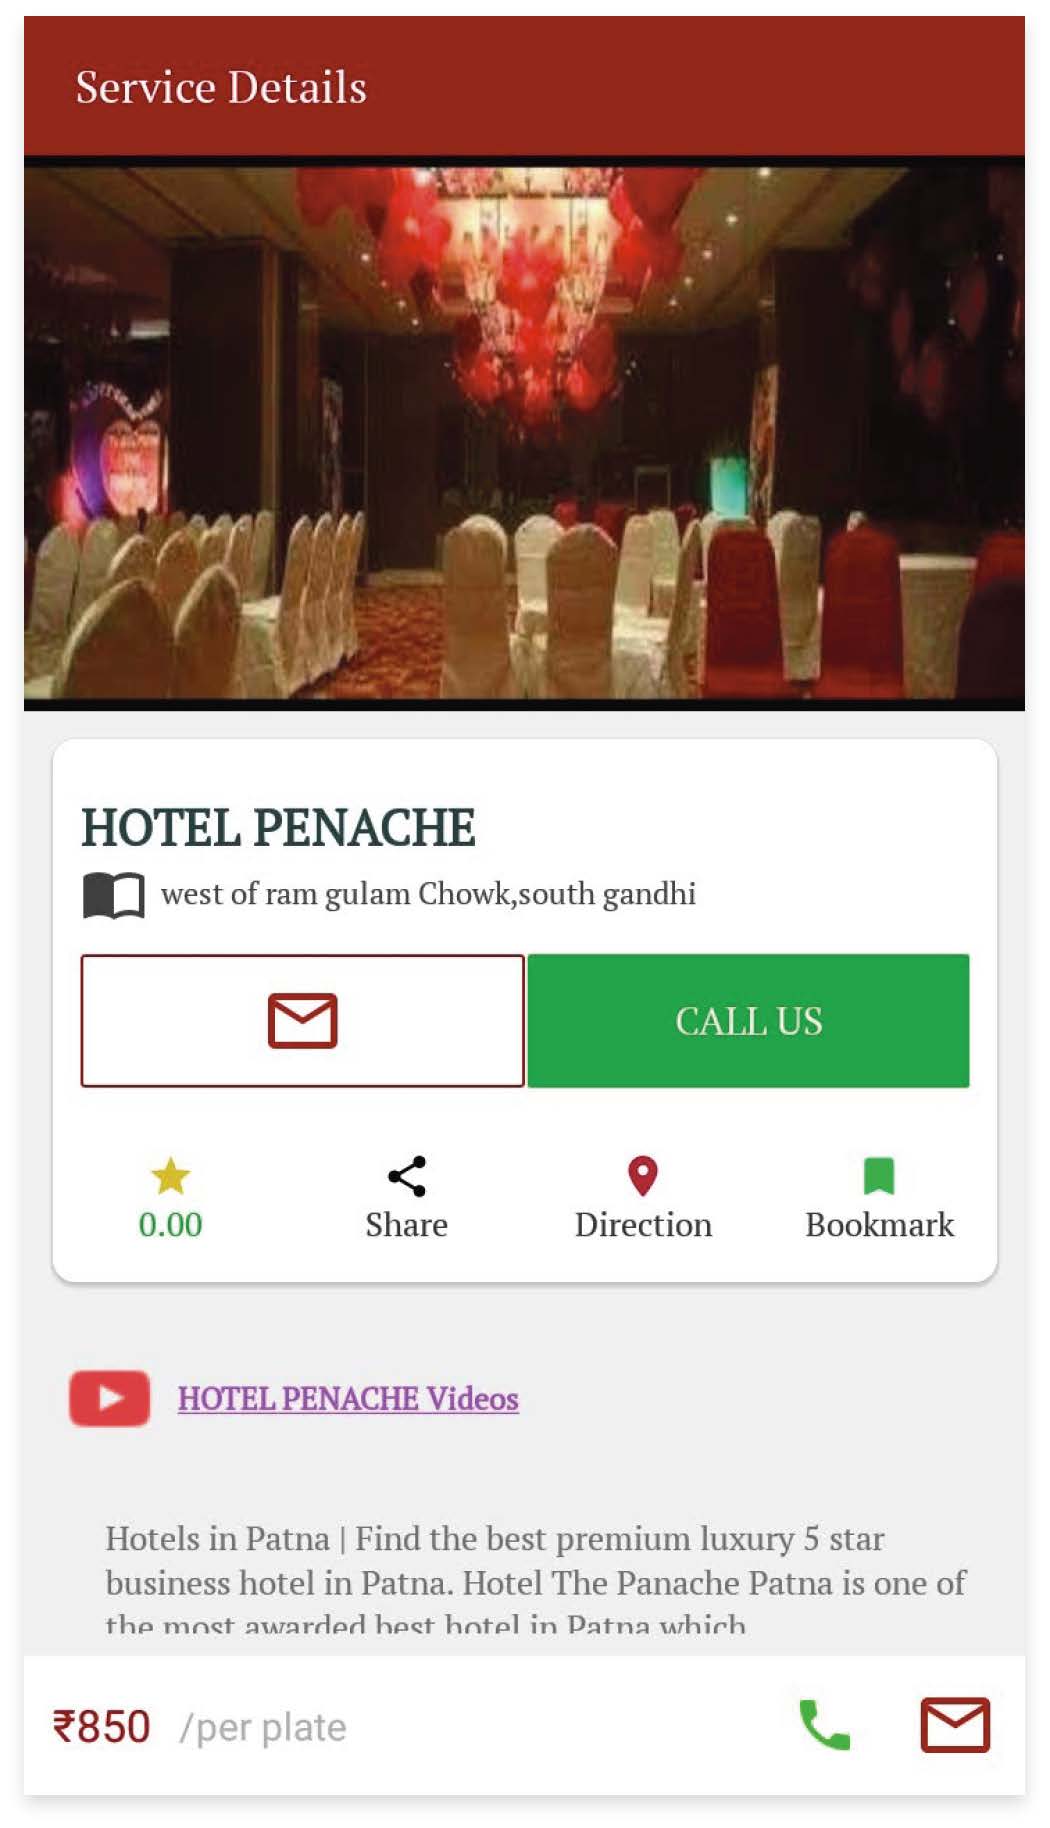 Service Details
HOTEL PENACHE
west of ram gulam Chowk,south gandhi
CALL US
0.00
Share
Direction
Bookmark
HOTEL PENACHE Videos
Hotels in Patna | Find the best premium luxury 5 star
business hotel in Patna. Hotel The Panache Patna is one of
the most awarded best hotel in Patna which
₹850 /per plate